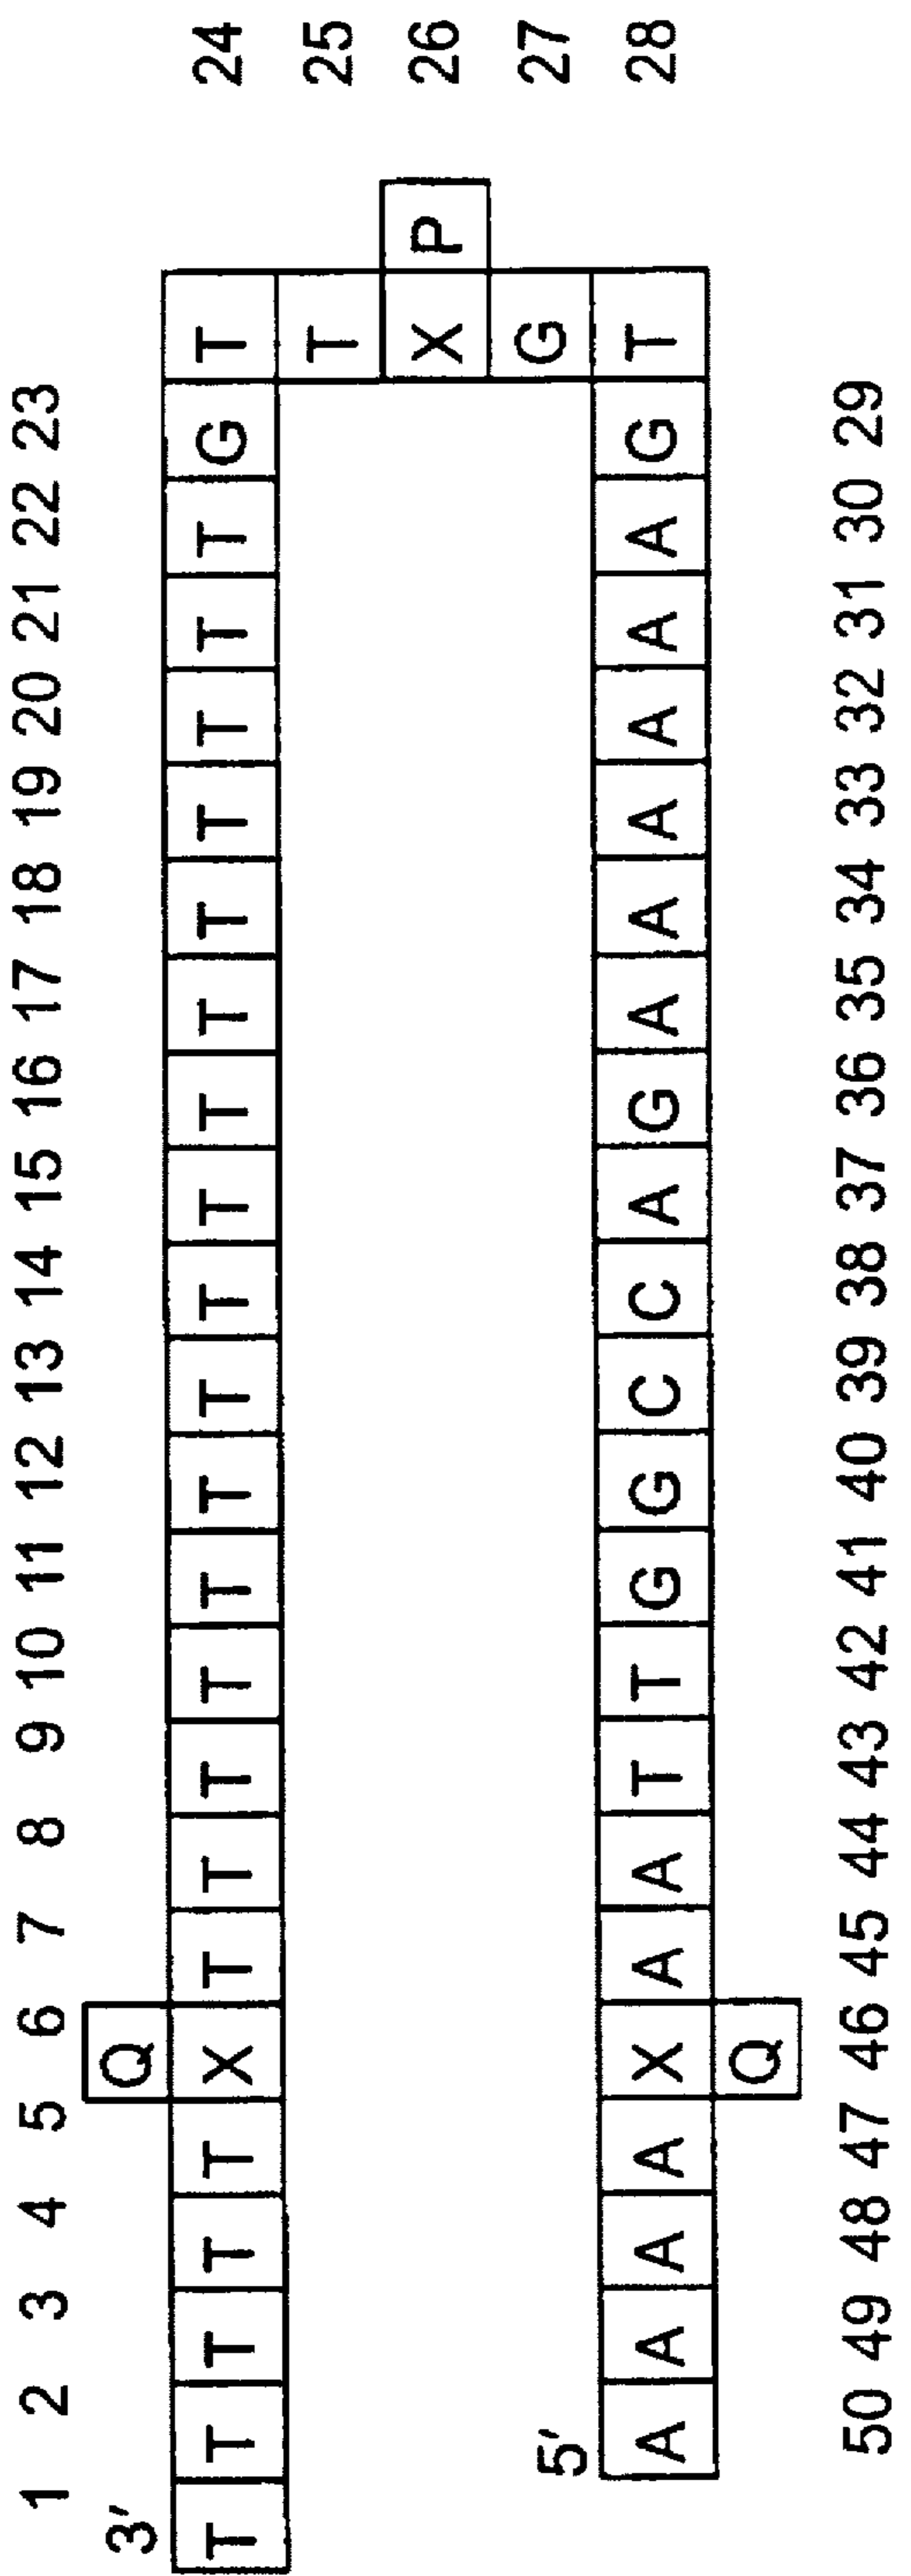 1 2 3 4 5 6 7 8 9 10 11 12 13 14 15 16 17 18 19 20 21 22 23
3'
Q
T T T T T X T T T T T T T T T T T T T T T T G T 24
T 25
X P 26
G 27
5'
A A A A X A A T T G G C C A G A A A A A A G T 28
Q
50 49 48 47 46 45 44 43 42 41 40 39 38 37 36 35 34 33 32 31 30 29